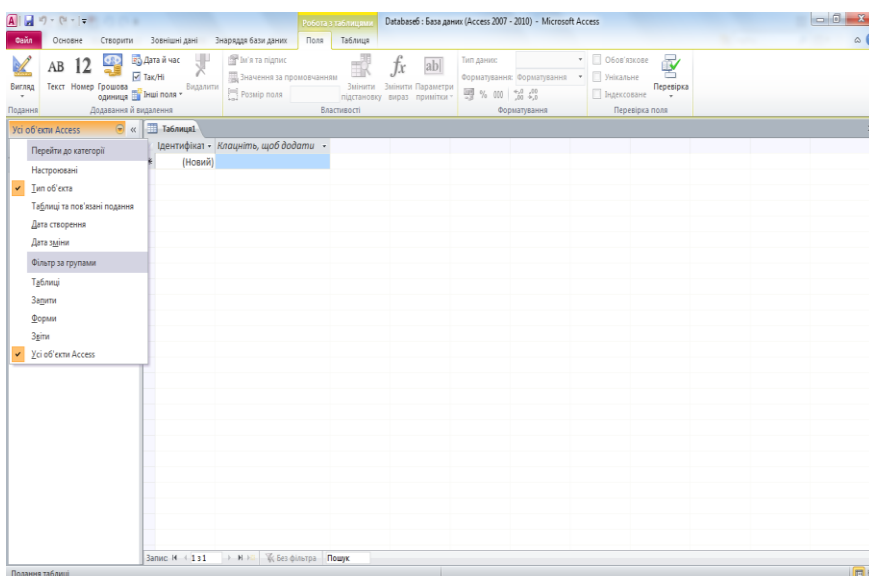 Робота з таблицями Database6 : База даних (Access 2007 - 2010) - Microsoft Access
Файл Основне Створити Зовнішні дані Знаряддя бази даних Поля Таблиця
Вигляд
AB Текст
12 Номер
Грошова одиниця
Дата й час
Так/Ні
Інші поля
Видалити
Ім'я та підпис
Значення за промовчанням
Розмір поля
Змінити підстановку
fx Змінити вираз
ab Параметри примітки
Тип даних:
Форматування: Форматування
% 000
Обов'язкове
Унікальне
Індексоване
Перевірка
Подання Додавання й видалення Властивості Форматування Перевірка поля
Усі об'єкти Access «
Таблиця1
Перейти до категорії
Настроювані
Тип об'єкта
Таблиці та пов'язані подання
Дата створення
Дата зміни
Фільтр за групами
Таблиці
Запити
Форми
Звіти
Усі об'єкти Access
Ідентифікат Клацніть, щоб додати
(Новий)
Запис: 1 з 1 Без фільтра Пошук
Подання таблиці